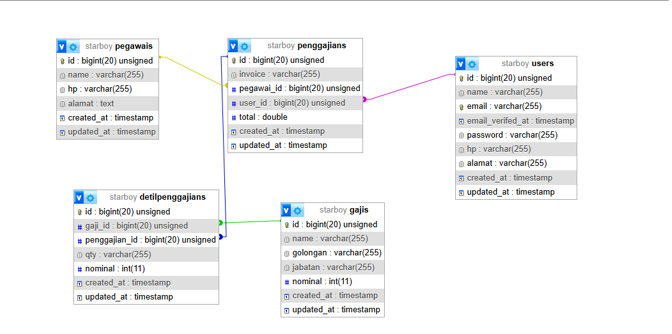 starboy pegawais
id : bigint(20) unsigned
name : varchar(255)
hp : varchar(255)
alamat : text
created_at : timestamp
updated_at : timestamp
starboy penggajians
id : bigint(20) unsigned
invoice : varchar(255)
pegawai_id : bigint(20) unsigned
user_id : bigint(20) unsigned
total : double
created_at : timestamp
updated_at : timestamp
starboy users
id : bigint(20) unsigned
name : varchar(255)
email : varchar(255)
email_verifed_at : timestamp
password : varchar(255)
hp : varchar(255)
alamat : varchar(255)
created_at : timestamp
updated_at : timestamp
starboy detilpenggajians
id : bigint(20) unsigned
gaji_id : bigint(20) unsigned
penggajian_id : bigint(20) unsigned
qty : varchar(255)
nominal : int(11)
created_at : timestamp
updated_at : timestamp
starboy gajis
id : bigint(20) unsigned
name : varchar(255)
golongan : varchar(255)
jabatan : varchar(255)
nominal : int(11)
created_at : timestamp
updated_at : timestamp